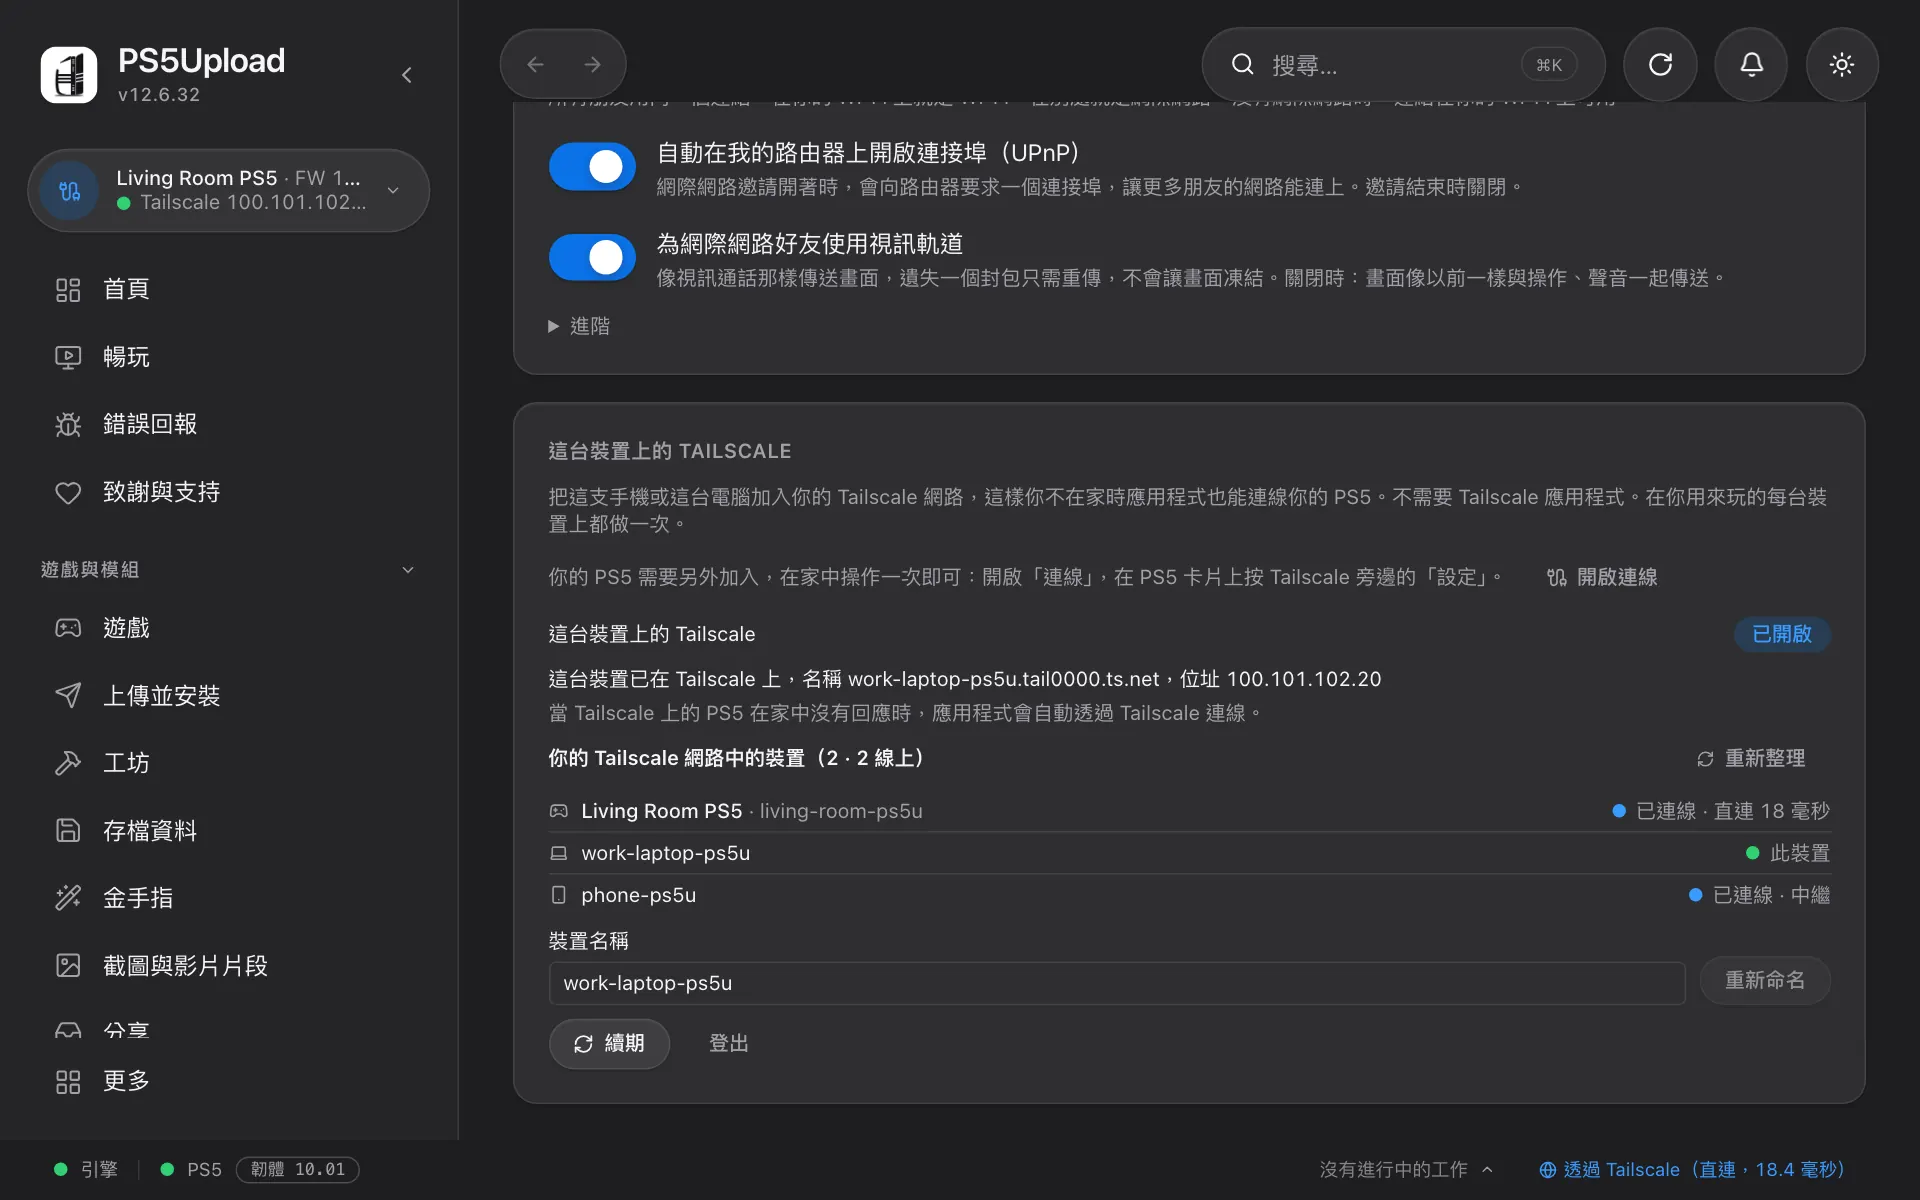 PS5Upload
v12.6.32
Living Room PS5 · FW 1...
Tailscale 100.101.102...
首頁
暢玩
錯誤回報
致謝與支持
遊戲與模組
遊戲
上傳並安裝
工坊
存檔資料
金手指
截圖與影片片段
分享
更多
搜尋...
⌘K
自動在我的路由器上開啟連接埠（UPnP）
網際網路邀請開著時，會向路由器要求一個連接埠，讓更多朋友的網路能連上。邀請結束時關閉。
為網際網路好友使用視訊軌道
像視訊通話那樣傳送畫面，遺失一個封包只需重傳，不會讓畫面凍結。關閉時：畫面像以前一樣與操作、聲音一起傳送。
進階
這台裝置上的 TAILSCALE
把這支手機或這台電腦加入你的 Tailscale 網路，這樣你不在家時應用程式也能連線你的 PS5。不需要 Tailscale 應用程式。在你用來玩的每台裝
置上都做一次。
你的 PS5 需要另外加入，在家中操作一次即可：開啟「連線」，在 PS5 卡片上按 Tailscale 旁邊的「設定」。
開啟連線
這台裝置上的 Tailscale
已開啟
這台裝置已在 Tailscale 上，名稱 work-laptop-ps5u.tail0000.ts.net，位址 100.101.102.20
當 Tailscale 上的 PS5 在家中沒有回應時，應用程式會自動透過 Tailscale 連線。
你的 Tailscale 網路中的裝置（2 · 2 線上）
重新整理
Living Room PS5 · living-room-ps5u
已連線 · 直連 18 毫秒
work-laptop-ps5u
此裝置
phone-ps5u
已連線 · 中繼
裝置名稱
work-laptop-ps5u
重新命名
續期
登出
引擎
PS5
韌體 10.01
沒有進行中的工作
透過 Tailscale（直連，18.4 毫秒）